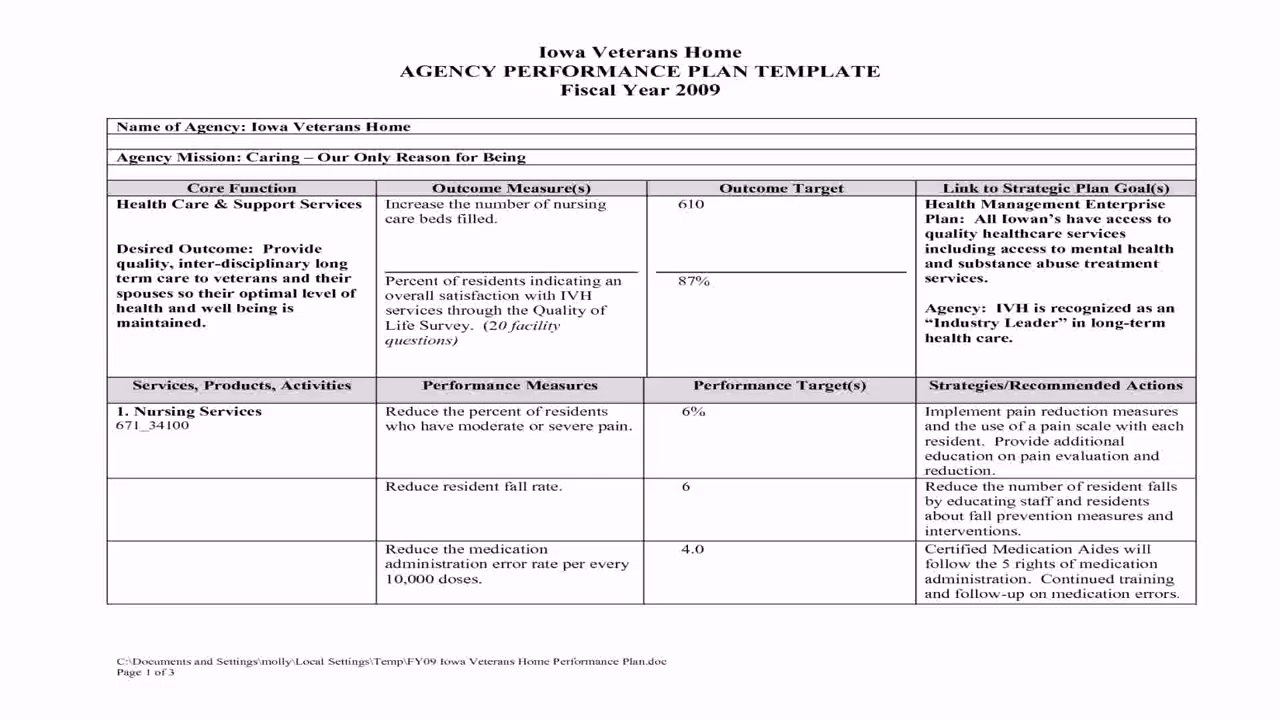 Iowa Veterans Home
AGENCY PERFORMANCE PLAN TEMPLATE
Fiscal Year 2009
Name of Agency: Iowa Veterans Home
Agency Mission: Caring – Our Only Reason for Being
Core Function
Outcome Measure(s)
Outcome Target
Link to Strategic Plan Goal(s)
Health Care & Support Services
Desired Outcome: Provide
quality, inter-disciplinary long
term care to veterans and their
spouses so their optimal level of
health and well being is
maintained.
Increase the number of nursing
care beds filled.
610
Percent of residents indicating an
overall satisfaction with IVH
services through the Quality of
Life Survey. (20 facility
questions)
87%
Health Management Enterprise
Plan: All Iowan's have access to
quality healthcare services
including access to mental health
and substance abuse treatment
services.
Agency: IVH is recognized as an
“Industry Leader” in long-term
health care.
Services, Products, Activities
Performance Measures
Performance Target(s)
Strategies/Recommended Actions
1. Nursing Services
671_34100
Reduce the percent of residents
who have moderate or severe pain.
6%
Implement pain reduction measures
and the use of a pain scale with each
resident. Provide additional
education on pain evaluation and
reduction.
Reduce resident fall rate.
6
Reduce the number of resident falls
by educating staff and residents
about fall prevention measures and
interventions.
Reduce the medication
administration error rate per every
10,000 doses.
4.0
Certified Medication Aides will
follow the 5 rights of medication
administration. Continued training
and follow-up on medication errors.
C:\Documents and Settings\molly\Local Settings\Temp\FY09 Iowa Veterans Home Performance Plan.doc
Page 1 of 3